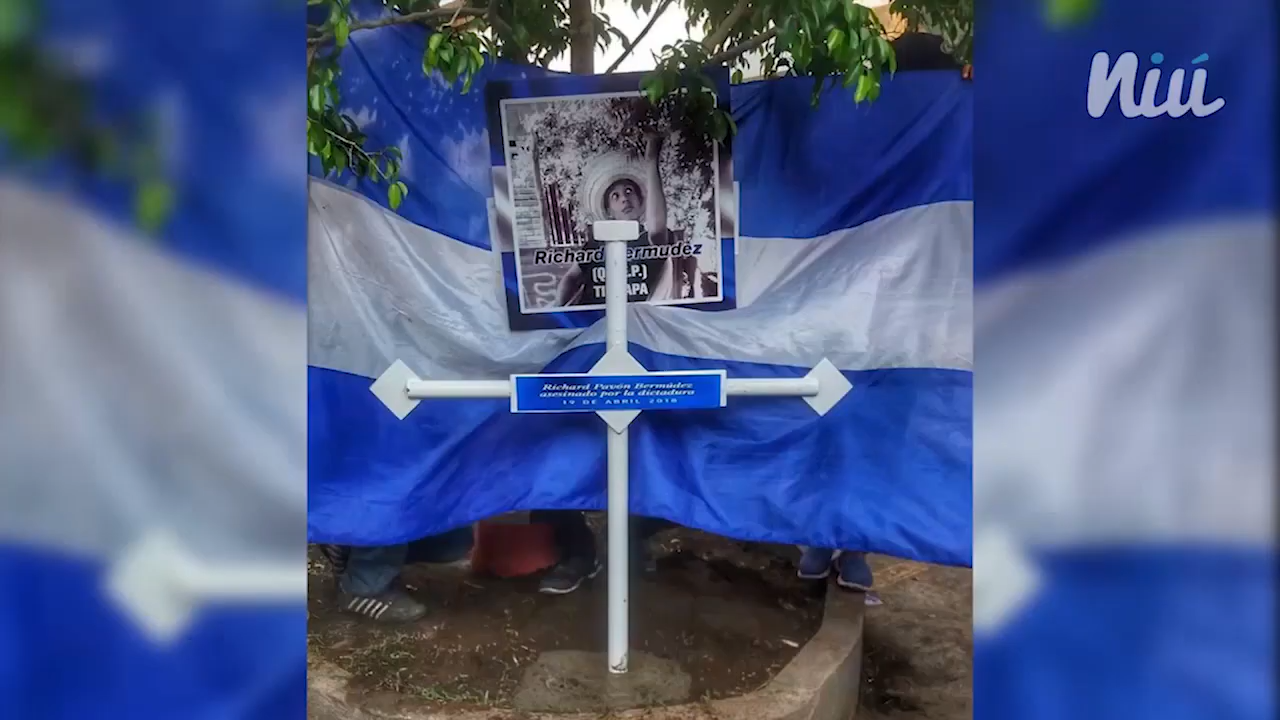 niú
Richard Bermudez
Richard Pavón Bermúdez
asesinado por la dictadura
19 DE ABRIL 2018